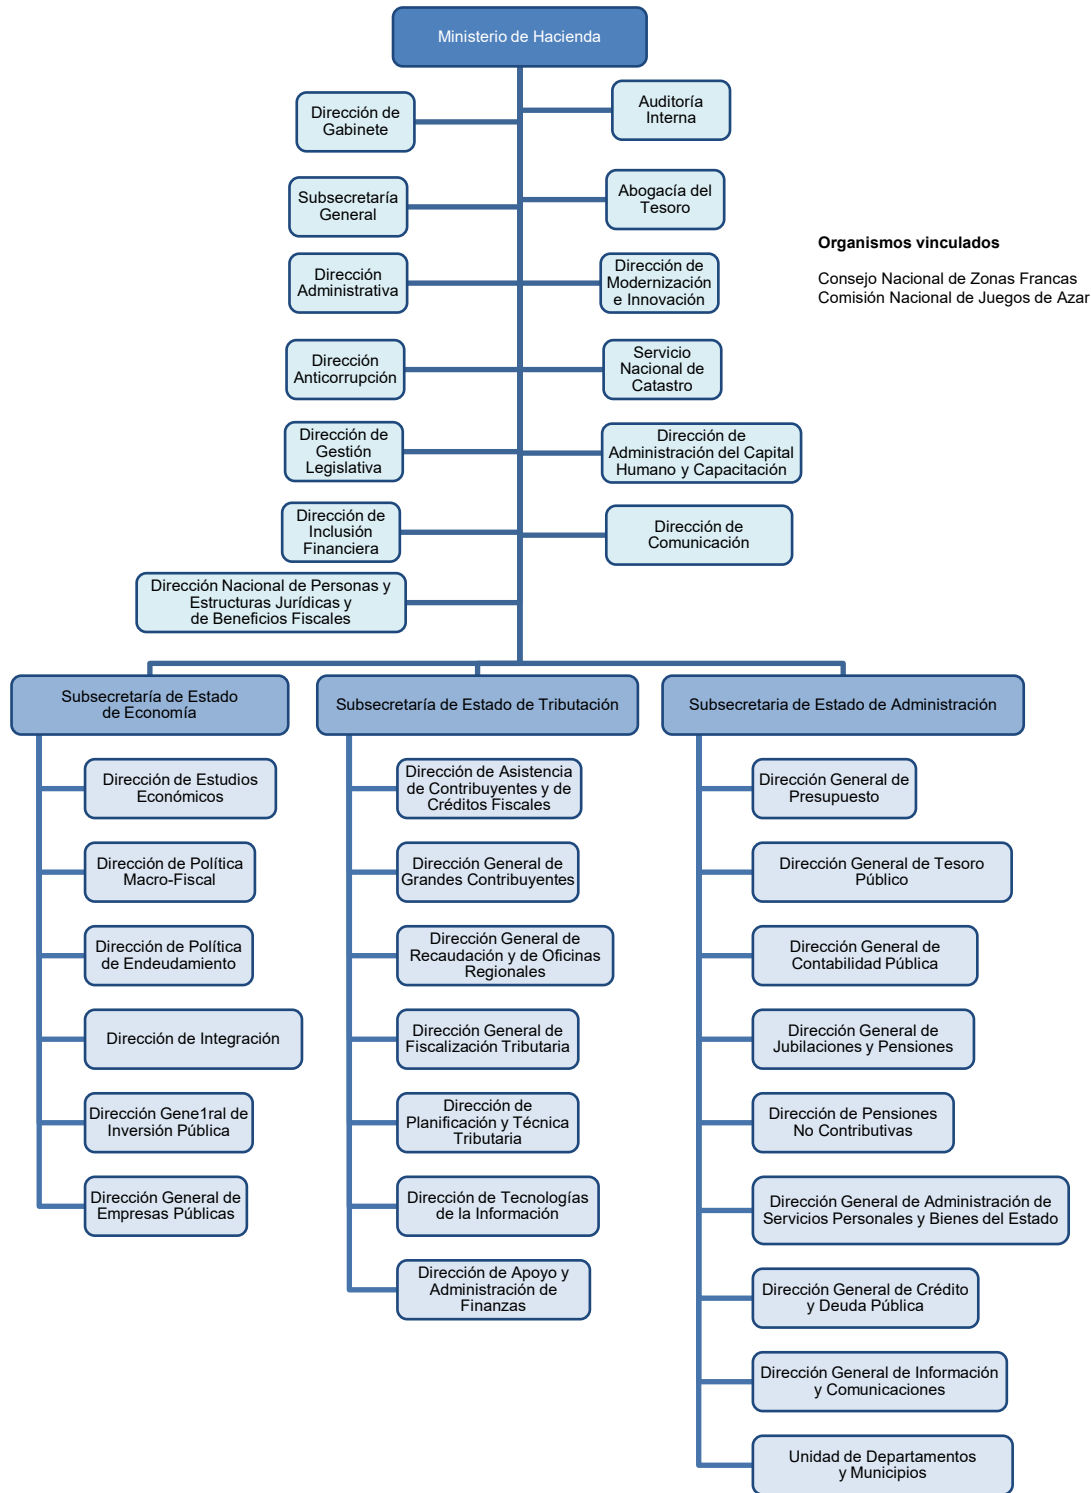 Ministerio de Hacienda
Dirección de
Gabinete
Auditoría
Interna
Subsecretaría
General
Abogacía del
Tesoro
Organismos vinculados
Consejo Nacional de Zonas Francas
Comisión Nacional de Juegos de Azar
Dirección
Administrativa
Dirección de
Modernización
e Innovación
Dirección
Anticorrupción
Servicio
Nacional de
Catastro
Dirección de
Gestión
Legislativa
Dirección de
Administración del Capital
Humano y Capacitación
Dirección de
Inclusión
Financiera
Dirección de
Comunicación
Dirección Nacional de Personas y
Estructuras Jurídicas y
de Beneficios Fiscales
Subsecretaría de Estado
de Economía
Dirección de Estudios
Económicos
Dirección de Política
Macro-Fiscal
Dirección de Política
de Endeudamiento
Dirección de Integración
Dirección Gene1ral de
Inversión Pública
Dirección General de
Empresas Públicas
Subsecretaría de Estado de Tributación
Dirección de Asistencia
de Contribuyentes y de
Créditos Fiscales
Dirección General de
Grandes Contribuyentes
Dirección General de
Recaudación y de Oficinas
Regionales
Dirección General de
Fiscalización Tributaria
Dirección de
Planificación y Técnica
Tributaria
Dirección de Tecnologías
de la Información
Dirección de Apoyo y
Administración de
Finanzas
Subsecretaria de Estado de Administración
Dirección General de
Presupuesto
Dirección General de Tesoro
Público
Dirección General de
Contabilidad Pública
Dirección General de
Jubilaciones y Pensiones
Dirección de Pensiones
No Contributivas
Dirección General de Administración de
Servicios Personales y Bienes del Estado
Dirección General de Crédito
y Deuda Pública
Dirección General de Información
y Comunicaciones
Unidad de Departamentos
y Municipios